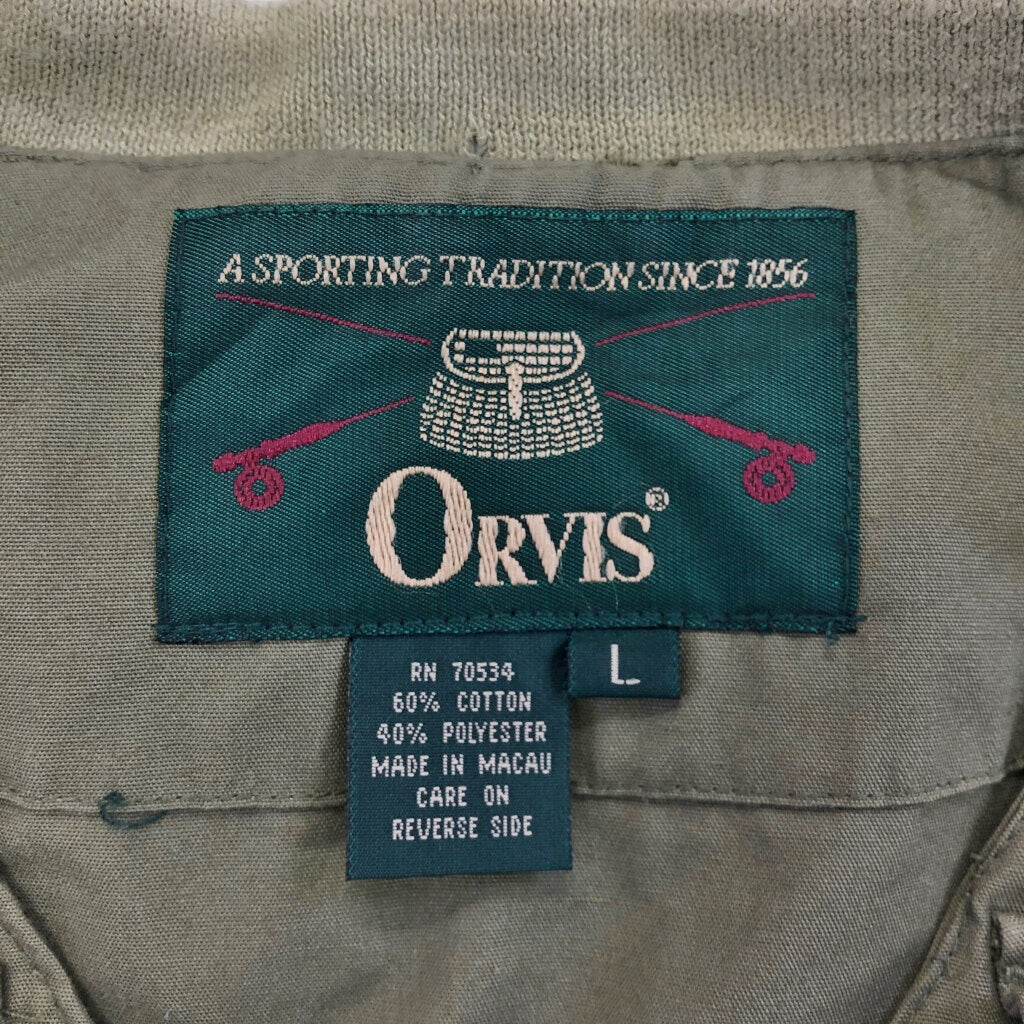 A SPORTING TRADITION SINCE 1856
ORVIS®
L
RN 70534
60% COTTON
40% POLYESTER
MADE IN MACAU
CARE ON
REVERSE SIDE